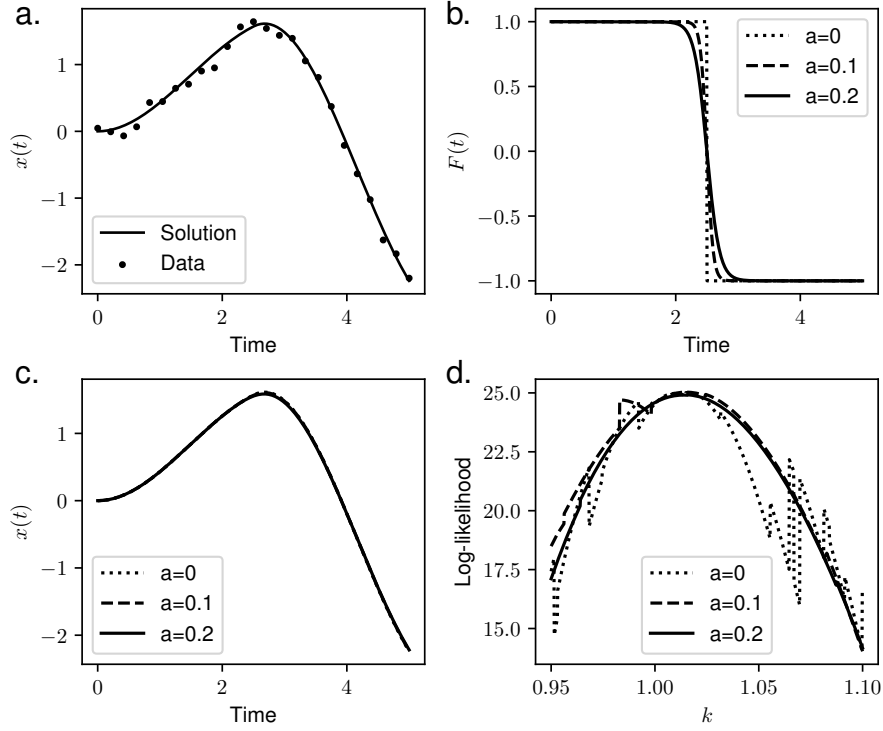 a.
x(t)
1
0
−1
−2
0
2
4
Time
Solution
Data
b.
F(t)
1.0
0.5
0.0
−0.5
−1.0
0
2
4
Time
a=0
a=0.1
a=0.2
c.
x(t)
1
0
−1
−2
0
2
4
Time
a=0
a=0.1
a=0.2
d.
Log-likelihood
25.0
22.5
20.0
17.5
15.0
0.95
1.00
1.05
1.10
k
a=0
a=0.1
a=0.2